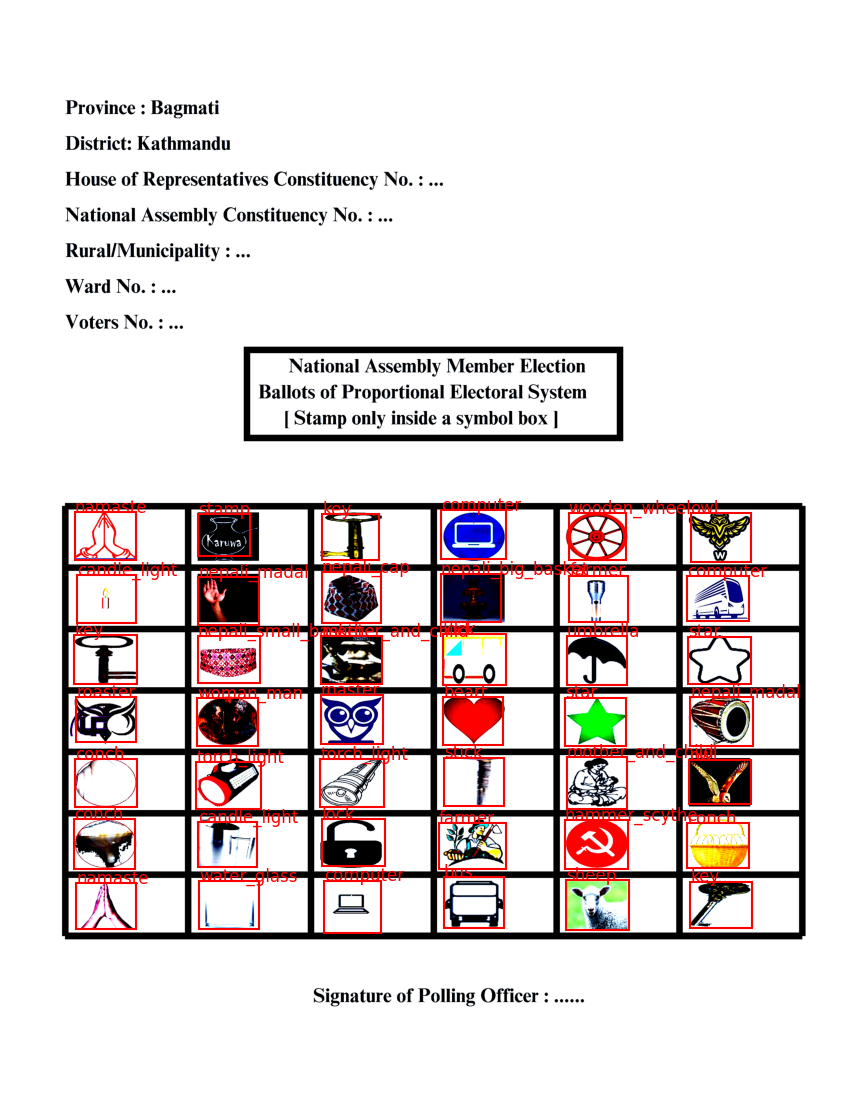 Province : Bagmati
District: Kathmandu
House of Representatives Constituency No. : ...
National Assembly Constituency No. : ...
Rural/Municipality : ...
Ward No. : ...
Voters No. : ...
National Assembly Member Election
Ballots of Proportional Electoral System
[ Stamp only inside a symbol box ]
namaste stamp key computer wooden_wheel owl
Karuwa
W
candle_light nepali_madal nepali_cap nepali_big_basket farmer computer
key nepali_small_basket mother_and_child umbrella star
roaster woman_man roaster heart star nepali_madal
conch torch_light torch_light stick mother_and_child
conch candle_light lock farmer hammer_scythe conch
namaste water_glass computer bus sheep key
Signature of Polling Officer : ......